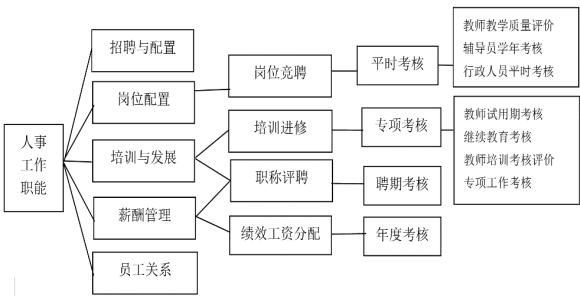 人事
工作
职能
招聘与配置
岗位配置
培训与发展
薪酬管理
员工关系
岗位竞聘
培训进修
职称评聘
绩效工资分配
平时考核
专项考核
聘期考核
年度考核
教师教学质量评价
辅导员学年考核
行政人员平时考核
教师试用期考核
继续教育考核
教师培训考核评价
专项工作考核